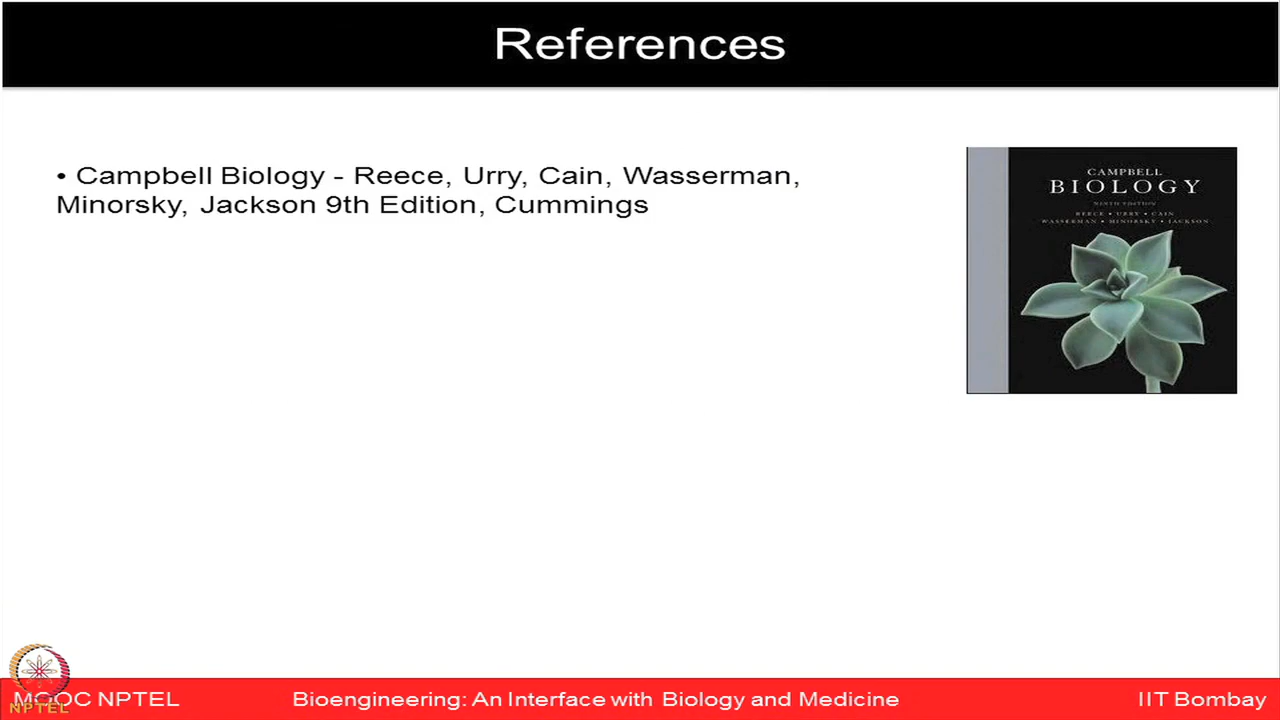 References
• Campbell Biology - Reece, Urry, Cain, Wasserman,
Minorsky, Jackson 9th Edition, Cummings
CAMPBELL
BIOLOGY
NINTH EDITION
REECE • URRY • CAIN
WASSERMAN • MINORSKY • JACKSON
MOOC NPTEL
Bioengineering: An Interface with Biology and Medicine
IIT Bombay
NPTEL